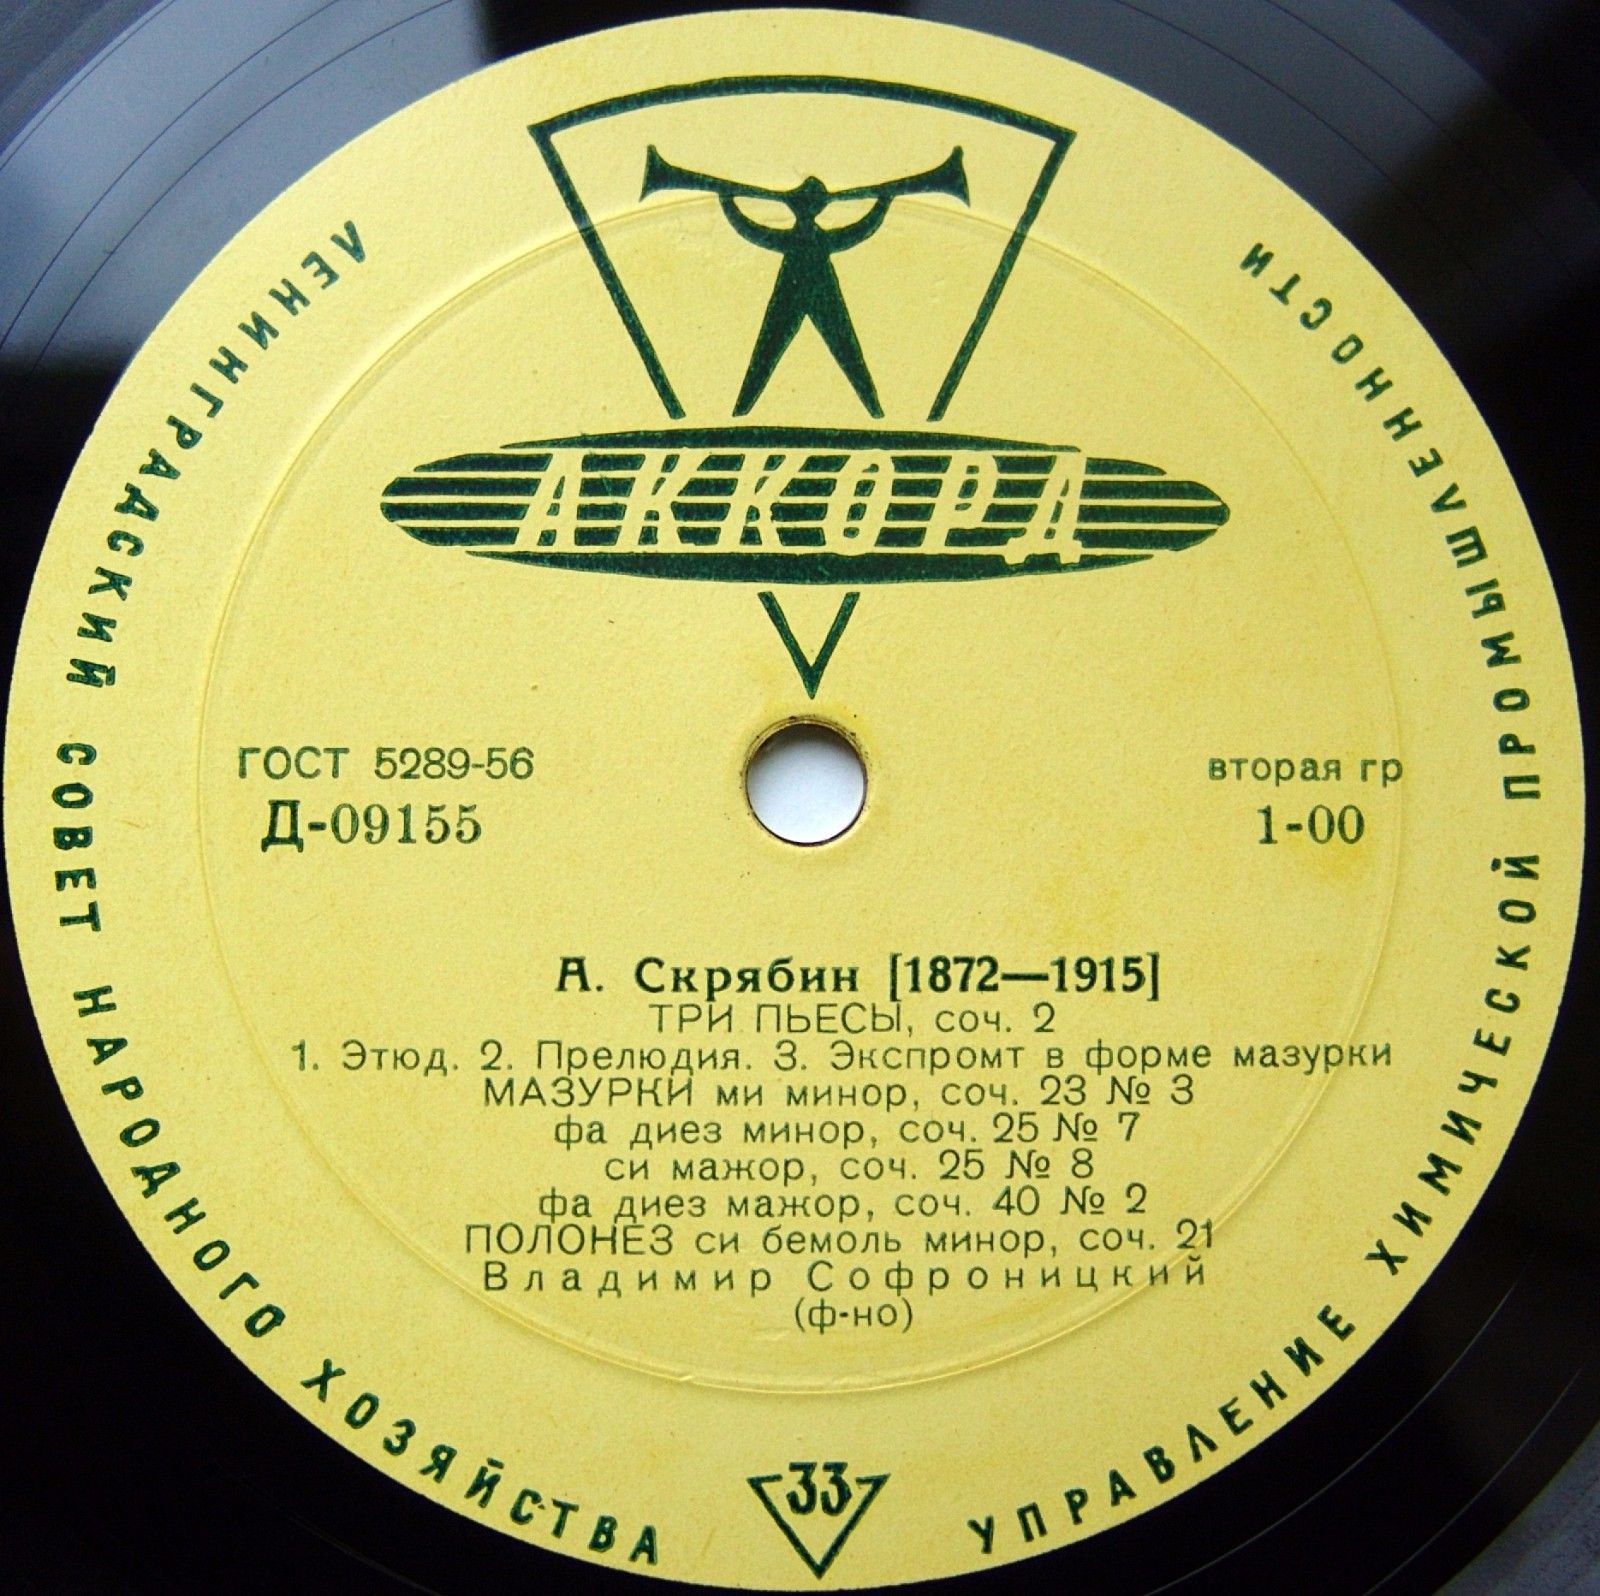 ЛЕНИНГРАДСКИЙ СОВЕТ НАРОДНОГО ХОЗЯЙСТВА
УПРАВЛЕНИЕ ХИМИЧЕСКОЙ ПРОМЫШЛЕННОСТИ
АККОРД
ГОСТ 5289-56
Д-09155
вторая гр
1-00
А. Скрябин [1872—1915]
ТРИ ПЬЕСЫ, соч. 2
1. Этюд. 2. Прелюдия. 3. Экспромт в форме мазурки
МАЗУРКИ ми минор, соч. 23 № 3
фа диез минор, соч. 25 № 7
си мажор, соч. 25 № 8
фа диез мажор, соч. 40 № 2
ПОЛОНЕЗ си бемоль минор, соч. 21
Владимир Софроницкий
(ф-но)
33